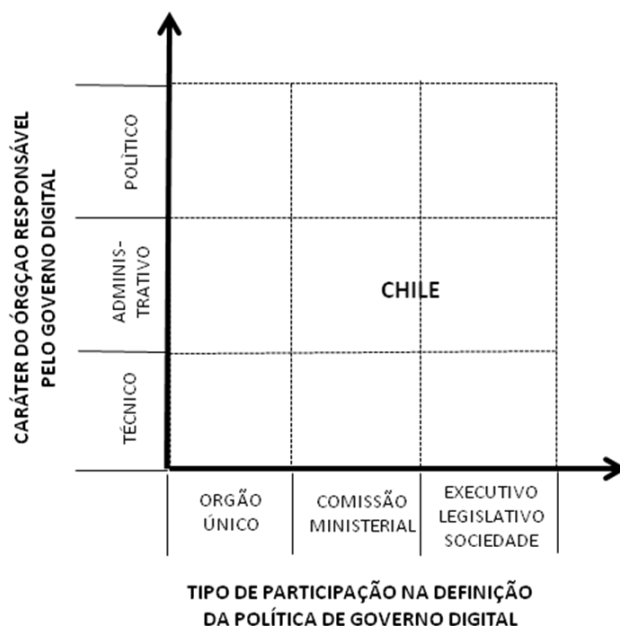 CARÁTER DO ÓRGÇAO RESPONSÁVEL
PELO GOVERNO DIGITAL
POLÌTICO
ADMINIS-
TRATIVO
TÉCNICO
CHILE
ORGÃO
ÚNICO
COMISSÃO
MINISTERIAL
EXECUTIVO
LEGISLATIVO
SOCIEDADE
TIPO DE PARTICIPAÇÃO NA DEFINIÇÃO
DA POLÍTICA DE GOVERNO DIGITAL